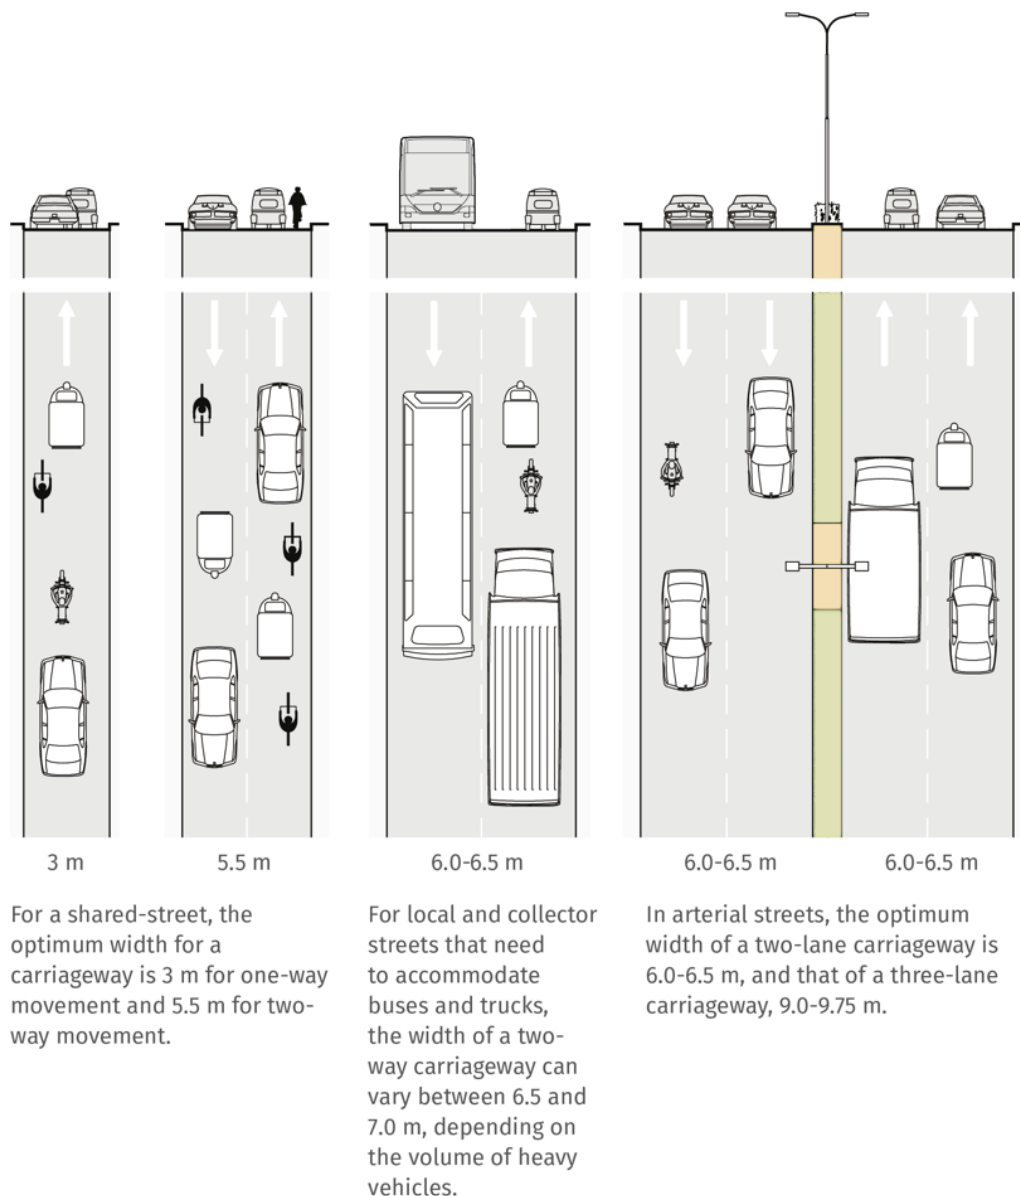 3 m
5.5 m
6.0-6.5 m
6.0-6.5 m
6.0-6.5 m
For a shared-street, the
optimum width for a
carriageway is 3 m for one-way
movement and 5.5 m for two-
way movement.
For local and collector
streets that need
to accommodate
buses and trucks,
the width of a two-
way carriageway can
vary between 6.5 and
7.0 m, depending on
the volume of heavy
vehicles.
In arterial streets, the optimum
width of a two-lane carriageway is
6.0-6.5 m, and that of a three-lane
carriageway, 9.0-9.75 m.